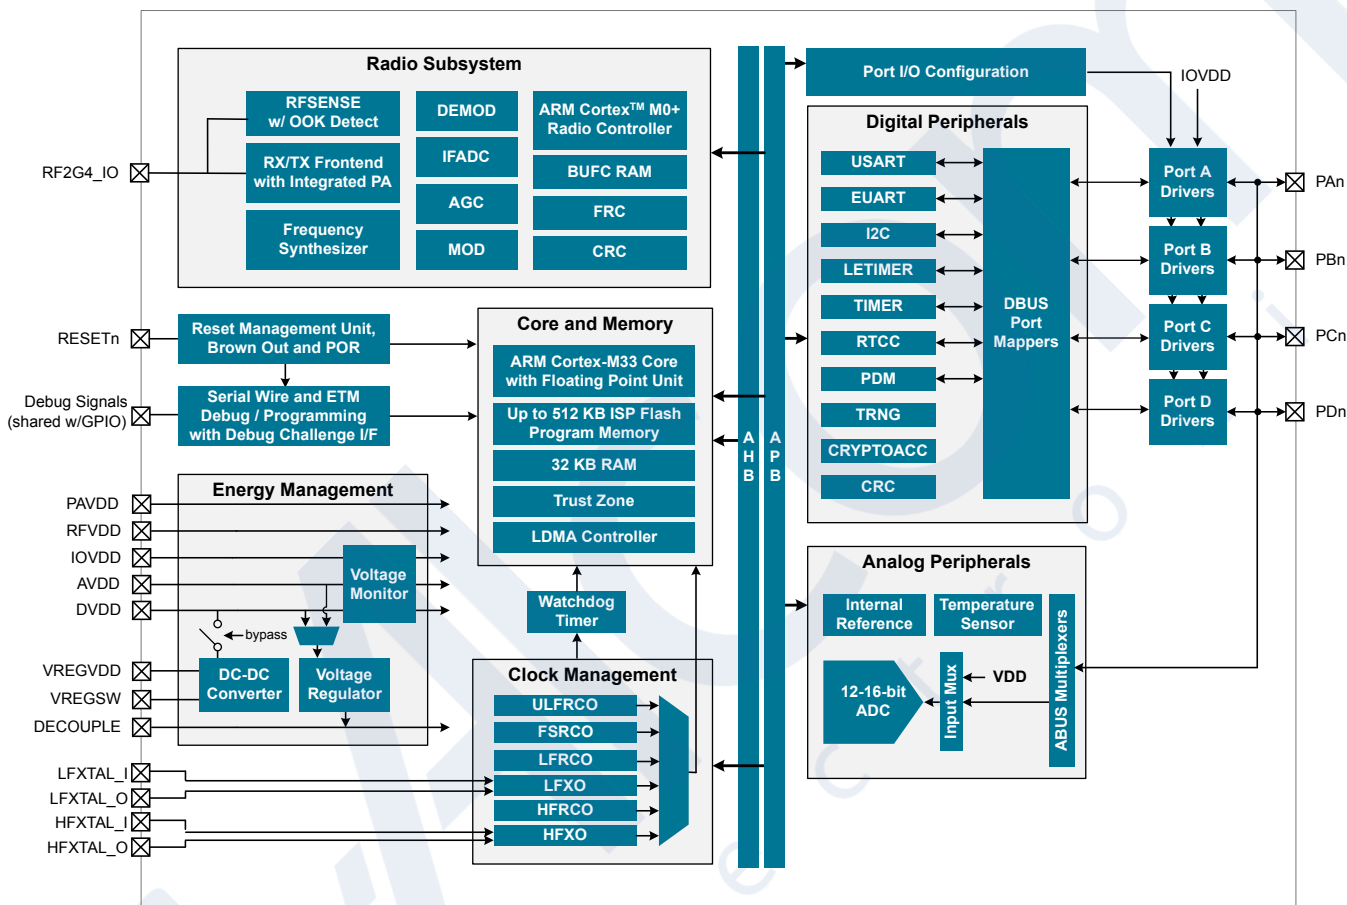 Radio Subsystem
RFSENSE
w/ OOK Detect
RX/TX Frontend
with Integrated PA
Frequency
Synthesizer
DEMOD
IFADC
AGC
MOD
ARM Cortex™ M0+
Radio Controller
BUFC RAM
FRC
CRC
RF2G4_IO
RESETn
Reset Management Unit,
Brown Out and POR
Debug Signals
(shared w/GPIO)
Serial Wire and ETM
Debug / Programming
with Debug Challenge I/F
Core and Memory
ARM Cortex-M33 Core
with Floating Point Unit
Up to 512 KB ISP Flash
Program Memory
32 KB RAM
Trust Zone
LDMA Controller
Energy Management
PAVDD
RFVDD
IOVDD
AVDD
DVDD
Voltage
Monitor
bypass
VREGVDD
VREGSW
DECOUPLE
DC-DC
Converter
Voltage
Regulator
Watchdog
Timer
Clock Management
ULFRCO
FSRCO
LFRCO
LFXO
HFRCO
HFXO
LFXTAL_I
LFXTAL_O
HFXTAL_I
HFXTAL_O
AHB
APB
Port I/O Configuration
IOVDD
Digital Peripherals
USART
EUART
I2C
LETIMER
TIMER
RTCC
PDM
TRNG
CRYPTOACC
CRC
DBUS
Port
Mappers
Port A
Drivers
Port B
Drivers
Port C
Drivers
Port D
Drivers
PAn
PBn
PCn
PDn
Analog Peripherals
Internal
Reference
Temperature
Sensor
12-16-bit
ADC
Input Mux
VDD
ABUS Multiplexers